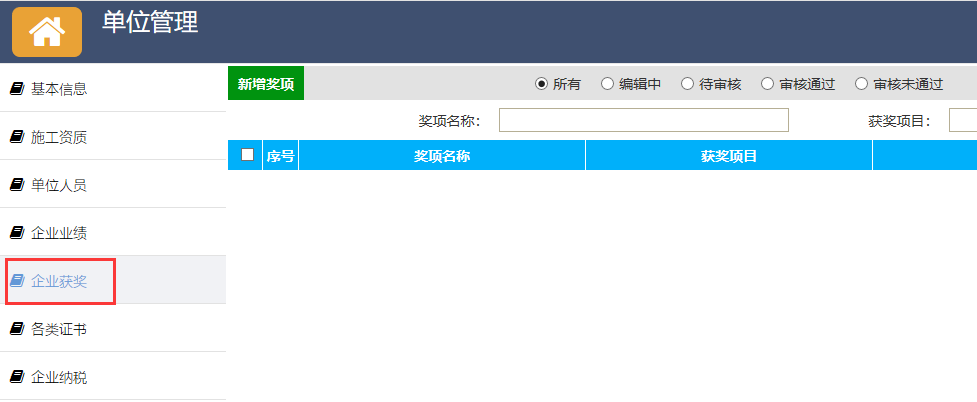 单位管理
基本信息
施工资质
单位人员
企业业绩
企业获奖
各类证书
企业纳税
新增奖项
所有 编辑中 待审核 审核通过 审核未通过
奖项名称： 获奖项目：
序号 奖项名称 获奖项目